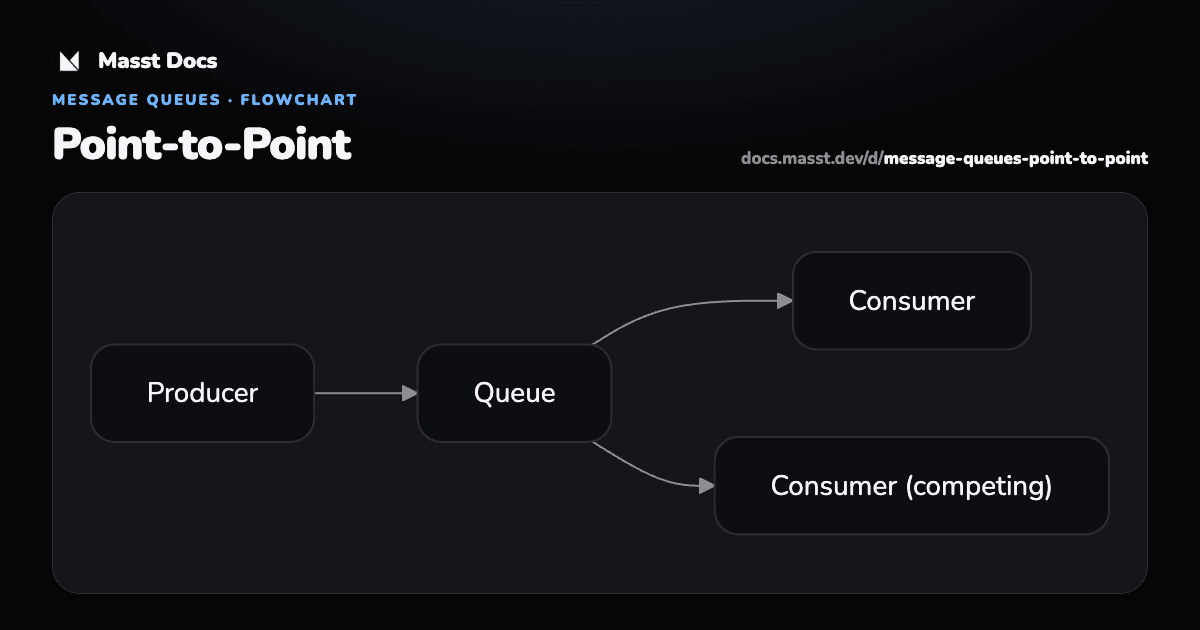 Masst Docs
MESSAGE QUEUES · FLOWCHART
Point-to-Point
docs.masst.dev/d/message-queues-point-to-point
Consumer
Producer
Queue
Consumer (competing)